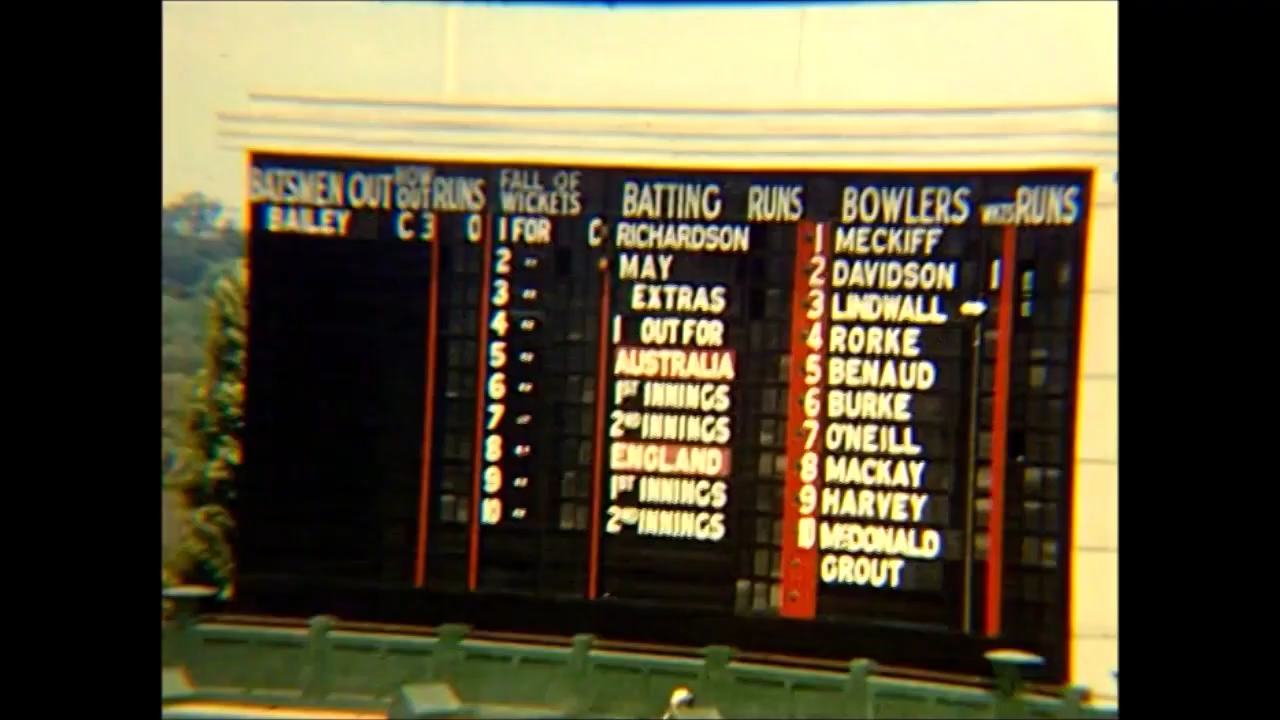 BATSMEN OUT HOW OUT RUNS FALL OF WICKETS BATTING RUNS BOWLERS WKTS RUNS
BAILEY C 3 0 1 FOR 0 RICHARDSON 1 MECKIFF
2 " MAY 2 DAVIDSON 1
3 " EXTRAS 3 LINDWALL
4 " 1 OUT FOR 4 RORKE
5 " AUSTRALIA 5 BENAUD
6 " 1ST INNINGS 6 BURKE
7 " 2ND INNINGS 7 O'NEILL
8 " ENGLAND 8 MACKAY
9 " 1ST INNINGS 9 HARVEY
10 " 2ND INNINGS 10 McDONALD
GROUT